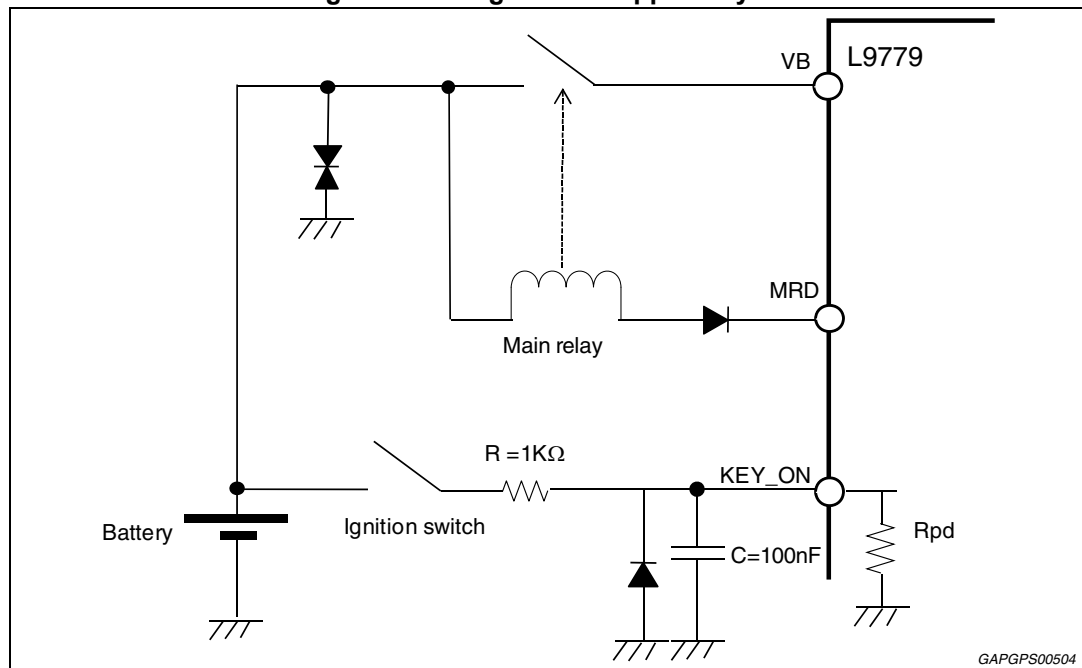 VB
L9779
MRD
Main relay
R =1KΩ
KEY_ON
Battery
Ignition switch
C=100nF
Rpd
GAPGPS00504